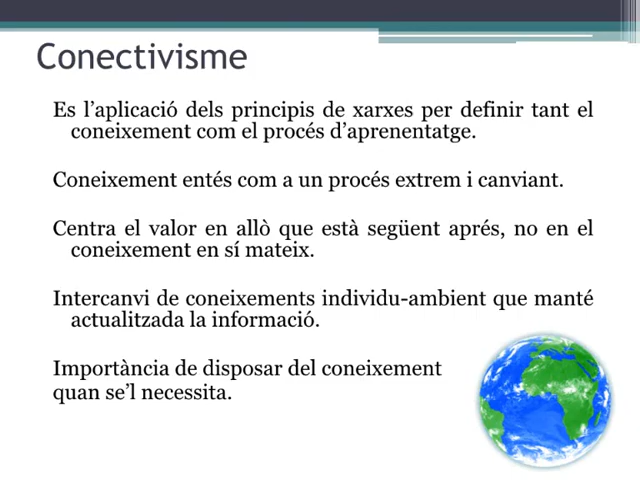 Conectivisme
Es l’aplicació dels principis de xarxes per definir tant el
coneixement com el procés d’aprenentatge.
Coneixement entés com a un procés extrem i canviant.
Centra el valor en allò que està següent aprés, no en el
coneixement en sí mateix.
Intercanvi de coneixements individu-ambient que manté
actualitzada la informació.
Importància de disposar del coneixement
quan se’l necessita.